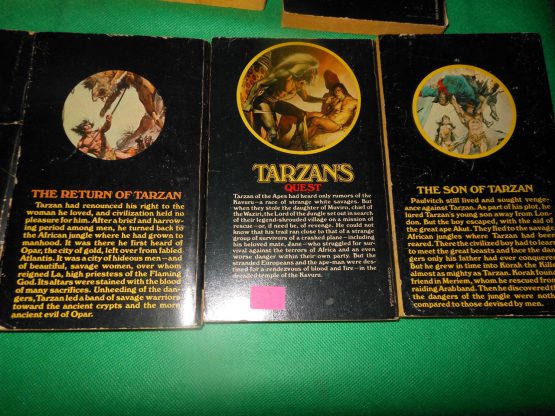 THE RETURN OF TARZAN
Tarzan had renounced his right to the
woman he loved, and civilization held no
pleasure for him. After a brief and harrow-
ing period among men, he turned back to
the African jungle where he had grown to
manhood. It was there he first heard of
Opar, the city of gold, left over from fabled
Atlantis. It was a city of hideous men—and
of beautiful, savage women, over whom
reigned La, high priestess of the Flaming
God. Its altars were stained with the blood
of many sacrifices. Unheeding of the dan-
gers, Tarzan led a band of savage warriors
toward the ancient crypts and the more
ancient evil of Opar.
TARZAN'S
QUEST
Tarzan of the Apes had heard only rumors of the
Kavuru—a race of strange white savages. But
when they stole the daughter of Muviro, chief of
the Waziri, the Lord of the Jungle set out in search
of their legend-shrouded village on a mission of
rescue—or, if need be, of revenge. He could not
know that his trail ran close to that of a strange
group of survivors of a crashed plane—including
his beloved mate, Jane—who struggled for sur-
vival against the terrors of Africa and an even
worse danger within their own party. But the
stranded Europeans and the ape-man were des-
tined for a rendezvous of blood and fire—in the
dreaded temple of the Kavuru.
THE SON OF TARZAN
Paulvitch still lived and sought venge-
ance against Tarzan. As part of his plot, he
lured Tarzan's young son away from Lon-
don. But the boy escaped, with the aid of
the great ape Akut. They fled to the savage
African jungles where Tarzan had been
reared. There the civilized boy had to learn
to meet the great beasts and face the dan-
gers only his father had ever conquered.
But he grew in time into Korak the Killer
almost as mighty as Tarzan. Korak found
friend in Meriem, whom he rescued from
raiding Arab band. Then he discovered th
the dangers of the jungle were noth
compared to those devised by men.